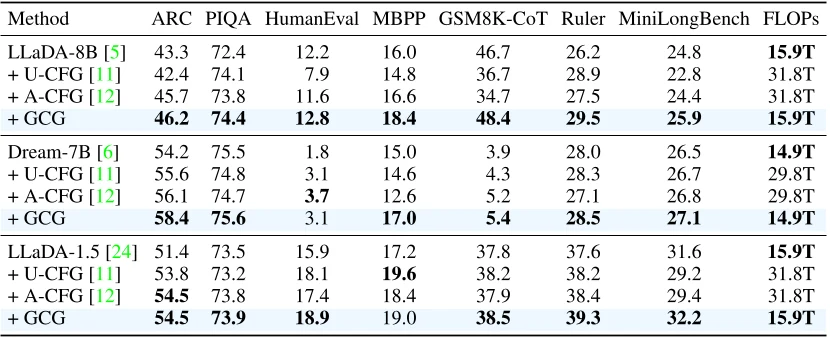 Method ARC PIQA HumanEval MBPP GSM8K-CoT Ruler MiniLongBench FLOPs
LLaDA-8B [5] 43.3 72.4 12.2 16.0 46.7 26.2 24.8 15.9T
+ U-CFG [11] 42.4 74.1 7.9 14.8 36.7 28.9 22.8 31.8T
+ A-CFG [12] 45.7 73.8 11.6 16.6 34.7 27.5 24.4 31.8T
+ GCG 46.2 74.4 12.8 18.4 48.4 29.5 25.9 15.9T
Dream-7B [6] 54.2 75.5 1.8 15.0 3.9 28.0 26.5 14.9T
+ U-CFG [11] 55.6 74.8 3.1 14.6 4.3 28.3 26.7 29.8T
+ A-CFG [12] 56.1 74.7 3.7 12.6 5.2 27.1 26.8 29.8T
+ GCG 58.4 75.6 3.1 17.0 5.4 28.5 27.1 14.9T
LLaDA-1.5 [24] 51.4 73.5 15.9 17.2 37.8 37.6 31.6 15.9T
+ U-CFG [11] 53.8 73.2 18.1 19.6 38.2 38.2 29.2 31.8T
+ A-CFG [12] 54.5 73.8 17.4 18.4 37.9 38.4 29.4 31.8T
+ GCG 54.5 73.9 18.9 19.0 38.5 39.3 32.2 15.9T